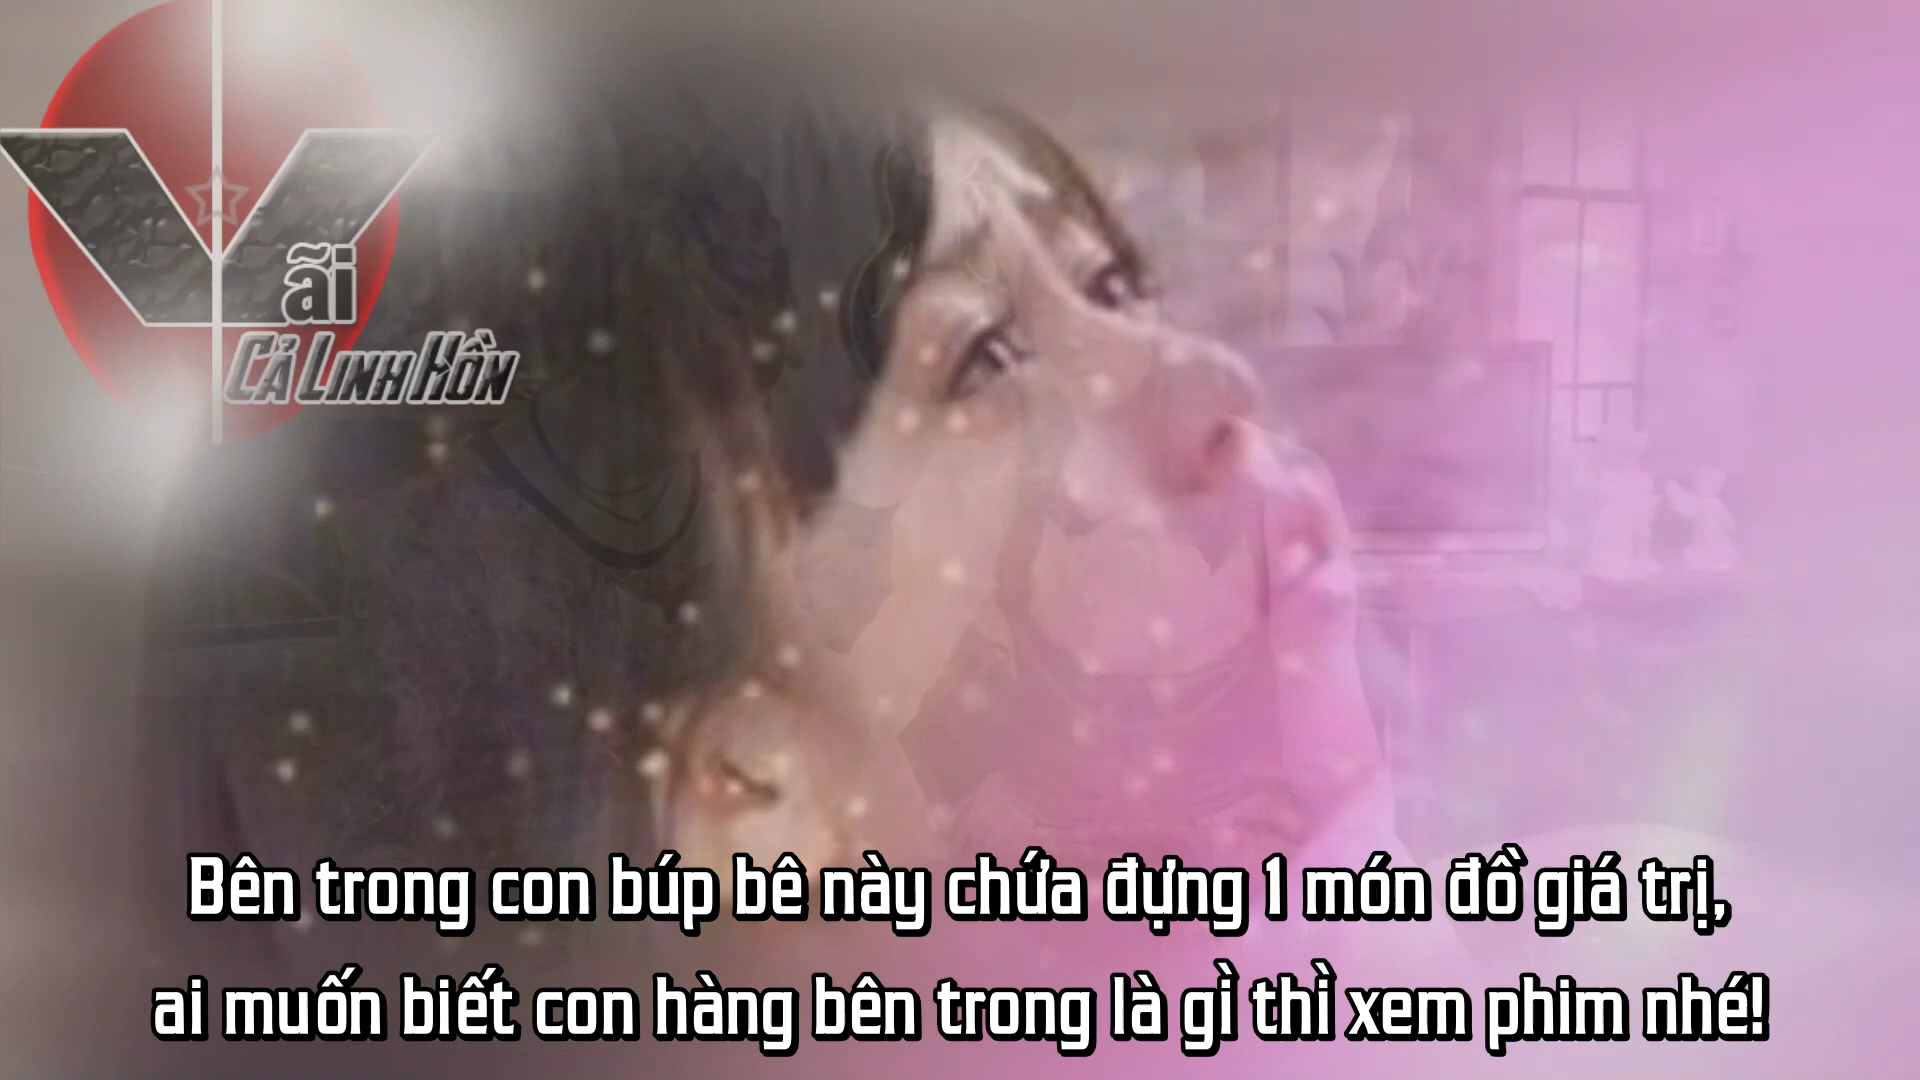 Vãi
Cả Linh Hồn
Bên trong con búp bê này chứa đựng 1 món đồ giá trị,
ai muốn biết con hàng bên trong là gì thì xem phim nhé!